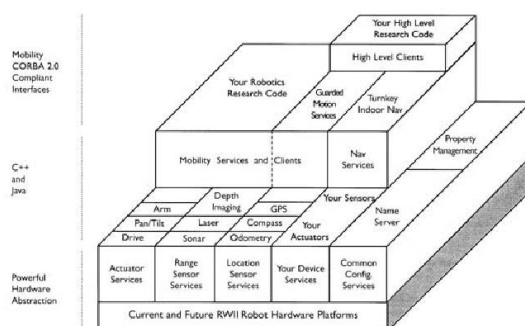 Your High Level
Research Code
Mobility
CORBA 2.0
Compliant
Interfaces
High Level Clients
Your Robotics
Research Code
Guarded
Motion
Services
Turnkey
Indoor Nav
Property
Management
C++
and
Java
Mobility Services and Clients
Nav
Services
Depth
Imaging
Your Sensors
Arm
GPS
Name
Server
Pan/Tilt
Laser
Compass
Your
Actuators
Drive
Sonar
Odometry
Powerful
Hardware
Abstraction
Actuator
Services
Range
Sensor
Services
Location
Sensor
Services
Your Device
Services
Common
Config.
Services
Current and Future RWII Robot Hardware Platforms